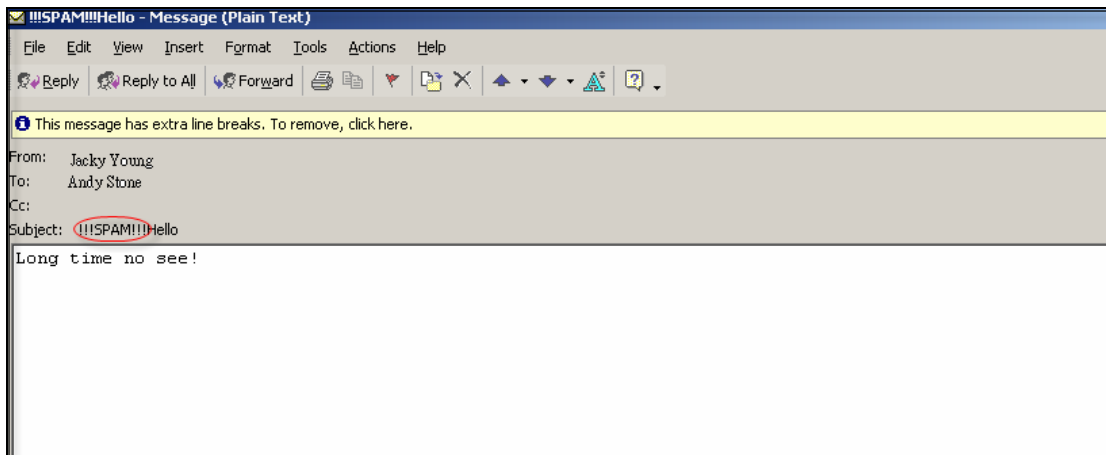 !!!SPAM!!!Hello - Message (Plain Text)
File Edit View Insert Format Tools Actions Help
Reply Reply to All Forward
This message has extra line breaks. To remove, click here.
From: Jacky Young
To: Andy Stone
Cc:
Subject: !!!SPAM!!!Hello
Long time no see!